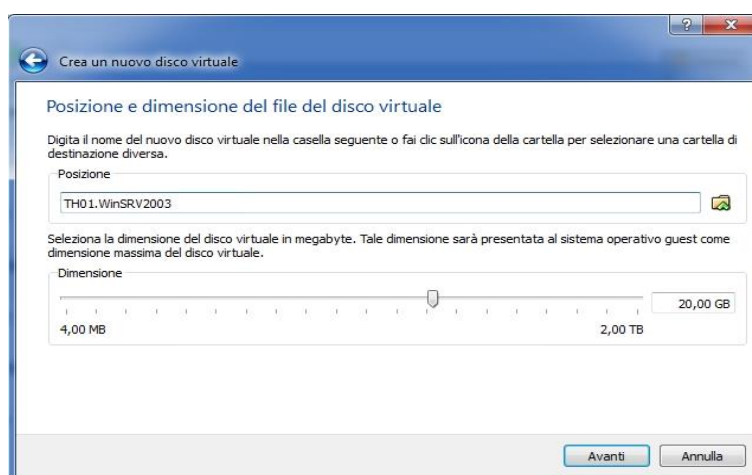 ?
X
Crea un nuovo disco virtuale
Posizione e dimensione del file del disco virtuale
Digita il nome del nuovo disco virtuale nella casella seguente o fai clic sull'icona della cartella per selezionare una cartella di
destinazione diversa.
Posizione
TH01.WinSRV2003
Seleziona la dimensione del disco virtuale in megabyte. Tale dimensione sarà presentata al sistema operativo guest come
dimensione massima del disco virtuale.
Dimensione
20,00 GB
4,00 MB 2,00 TB
Avanti Annulla